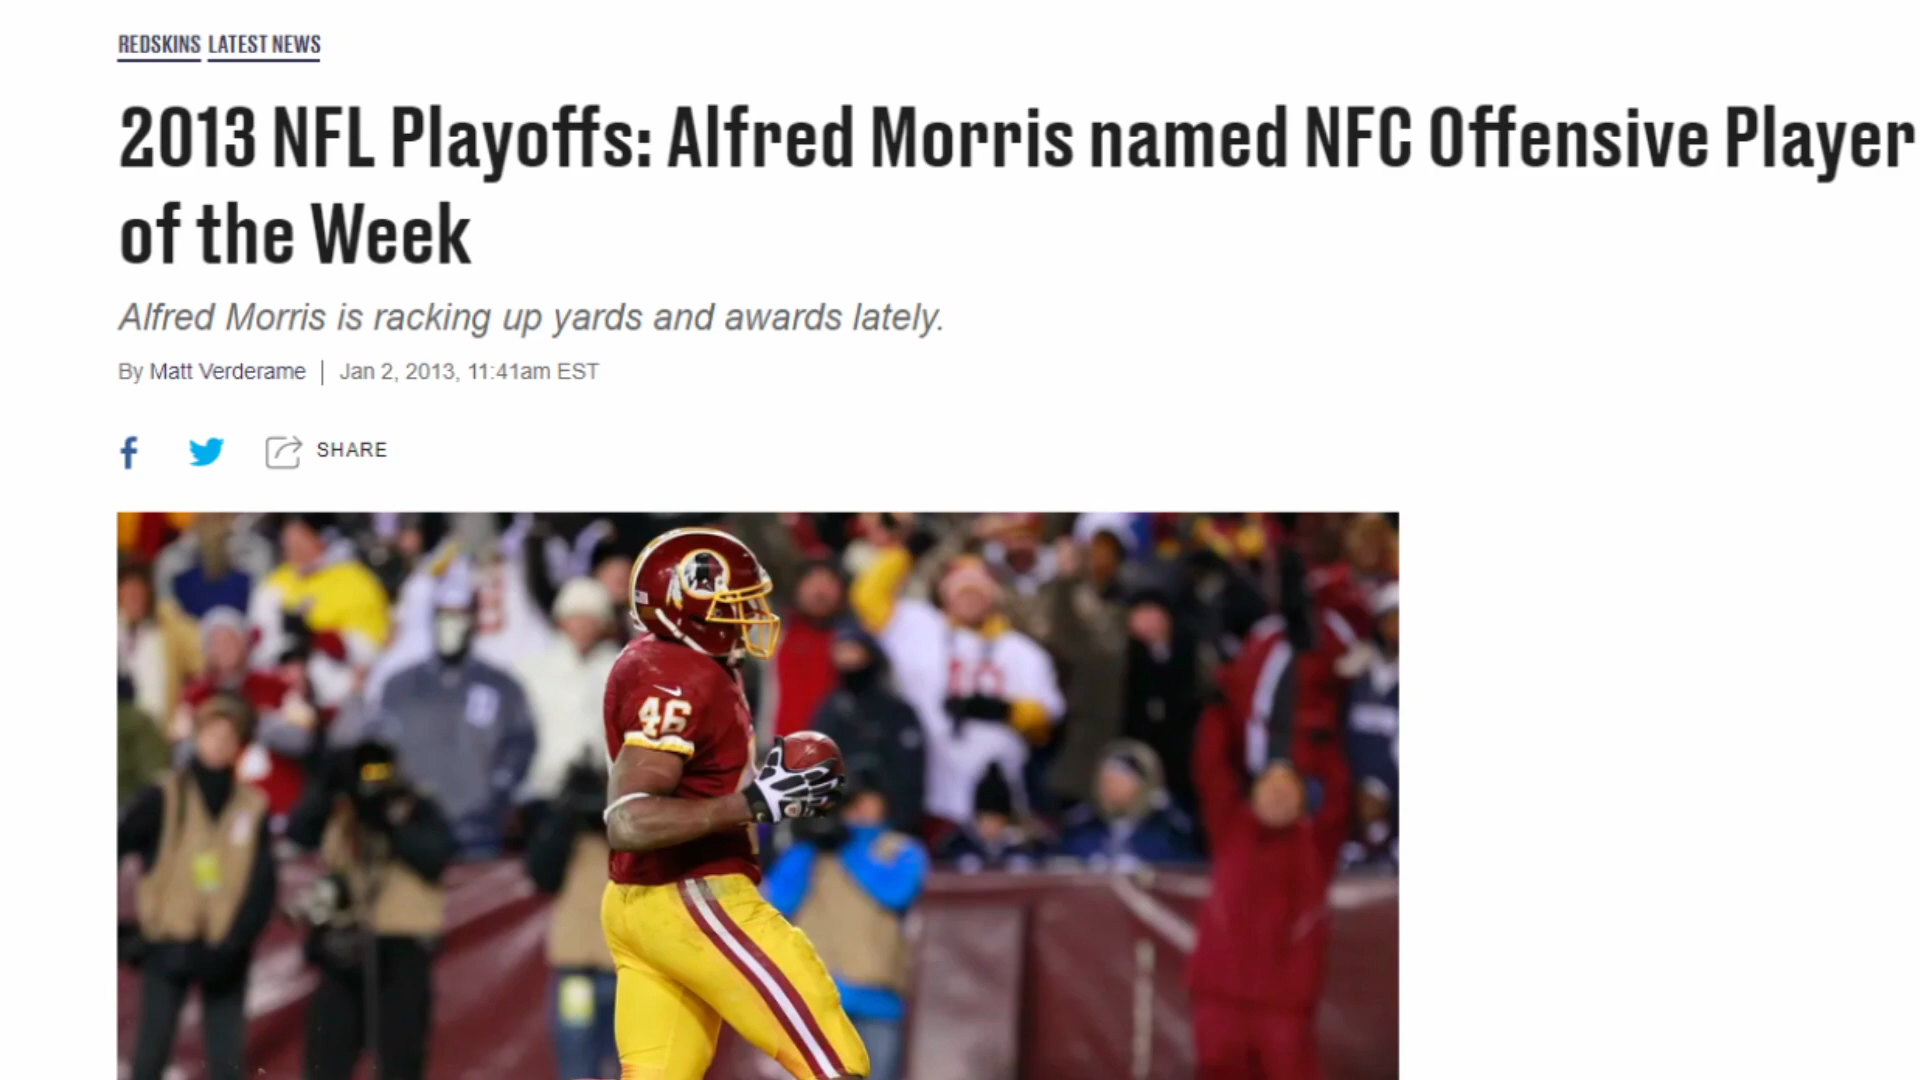 REDSKINS LATEST NEWS
2013 NFL Playoffs: Alfred Morris named NFC Offensive Player
of the Week
Alfred Morris is racking up yards and awards lately.
By Matt Verderame | Jan 2, 2013, 11:41am EST
SHARE
46